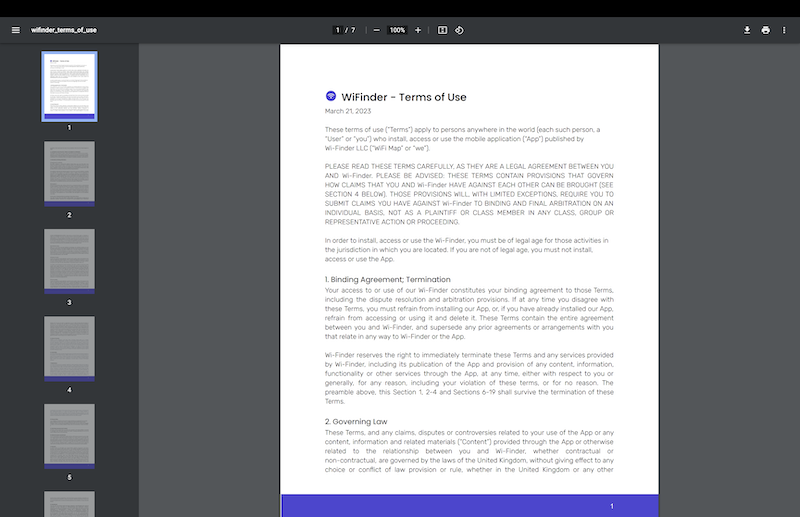 wifinder_terms_of_use
1 / 7
100%
1
2
3
4
5
WiFinder - Terms of Use
March 21, 2023
These terms of use ("Terms") apply to persons anywhere in the world (each such person, a
"User" or "you") who install, access or use the mobile application ("App") published by
Wi-Finder LLC ("WiFi Map" or "we").
PLEASE READ THESE TERMS CAREFULLY, AS THEY ARE A LEGAL AGREEMENT BETWEEN YOU
AND Wi-Finder. PLEASE BE ADVISED: THESE TERMS CONTAIN PROVISIONS THAT GOVERN
HOW CLAIMS THAT YOU AND Wi-Finder HAVE AGAINST EACH OTHER CAN BE BROUGHT (SEE
SECTION 4 BELOW). THOSE PROVISIONS WILL, WITH LIMITED EXCEPTIONS, REQUIRE YOU TO
SUBMIT CLAIMS YOU HAVE AGAINST Wi-Finder TO BINDING AND FINAL ARBITRATION ON AN
INDIVIDUAL BASIS, NOT AS A PLAINTIFF OR CLASS MEMBER IN ANY CLASS, GROUP OR
REPRESENTATIVE ACTION OR PROCEEDING.
In order to install, access or use the Wi-Finder, you must be of legal age for those activities in
the jurisdiction in which you are located. If you are not of legal age, you must not install,
access or use the App.
1. Binding Agreement; Termination
Your access to or use of our Wi-Finder constitutes your binding agreement to those Terms,
including the dispute resolution and arbitration provisions. If at any time you disagree with
these Terms, you must refrain from installing our App, or, if you have already installed our App,
refrain from accessing or using it and delete it. These Terms contain the entire agreement
between you and Wi-Finder, and supersede any prior agreements or arrangements with you
that relate in any way to Wi-Finder or the App.
Wi-Finder reserves the right to immediately terminate these Terms and any services provided
by Wi-Finder, including its publication of the App and provision of any content, information,
functionality or other services through the App, at any time, either with respect to you or
generally, for any reason, including your violation of these terms, or for no reason. The
preamble above, this Section 1, 2-4 and Sections 6-19 shall survive the termination of these
Terms.
2. Governing Law
These Terms, and any claims, disputes or controversies related to your use of the App or any
content, information and related materials ("Content") provided through the App or otherwise
related to the relationship between you and Wi-Finder, whether contractual or
non-contractual, are governed by the laws of the United Kingdom, without giving effect to any
choice or conflict of law provision or rule, whether in the United Kingdom or any other
1